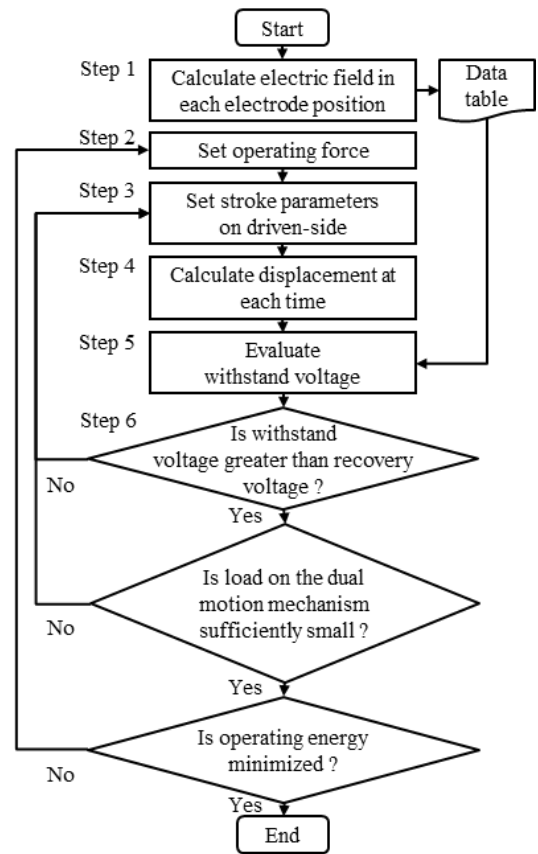 Start
Step 1
Calculate electric field in
each electrode position
Data
table
Step 2
Set operating force
Step 3
Set stroke parameters
on driven-side
Step 4
Calculate displacement at
each time
Step 5
Evaluate
withstand voltage
Step 6
Is withstand
voltage greater than recovery
voltage ?
No
Yes
Is load on the dual
motion mechanism
sufficiently small ?
No
Yes
Is operating energy
minimized ?
No
Yes
End